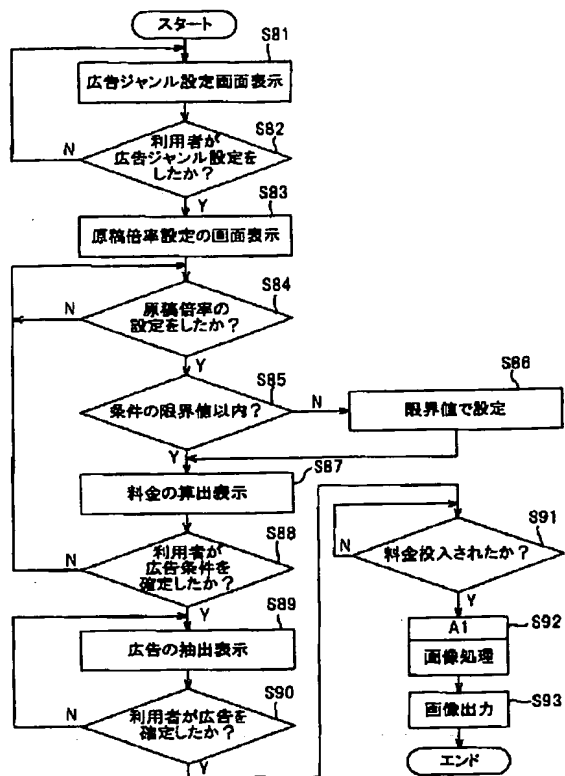 スタート
S81
広告ジャンル設定画面表示
S82
利用者が
広告ジャンル設定を
したか?
N
Y
S83
原稿倍率設定の画面表示
S84
原稿倍率の
設定をしたか?
N
Y
S85
条件の限界値以内?
N
Y
S86
限界値で設定
S87
料金の算出表示
S88
利用者が
広告条件を
確定したか?
N
Y
S89
広告の抽出表示
S90
利用者が広告を
確定したか?
N
Y
S91
料金投入されたか?
N
Y
S92
A1
画像処理
S93
画像出力
エンド